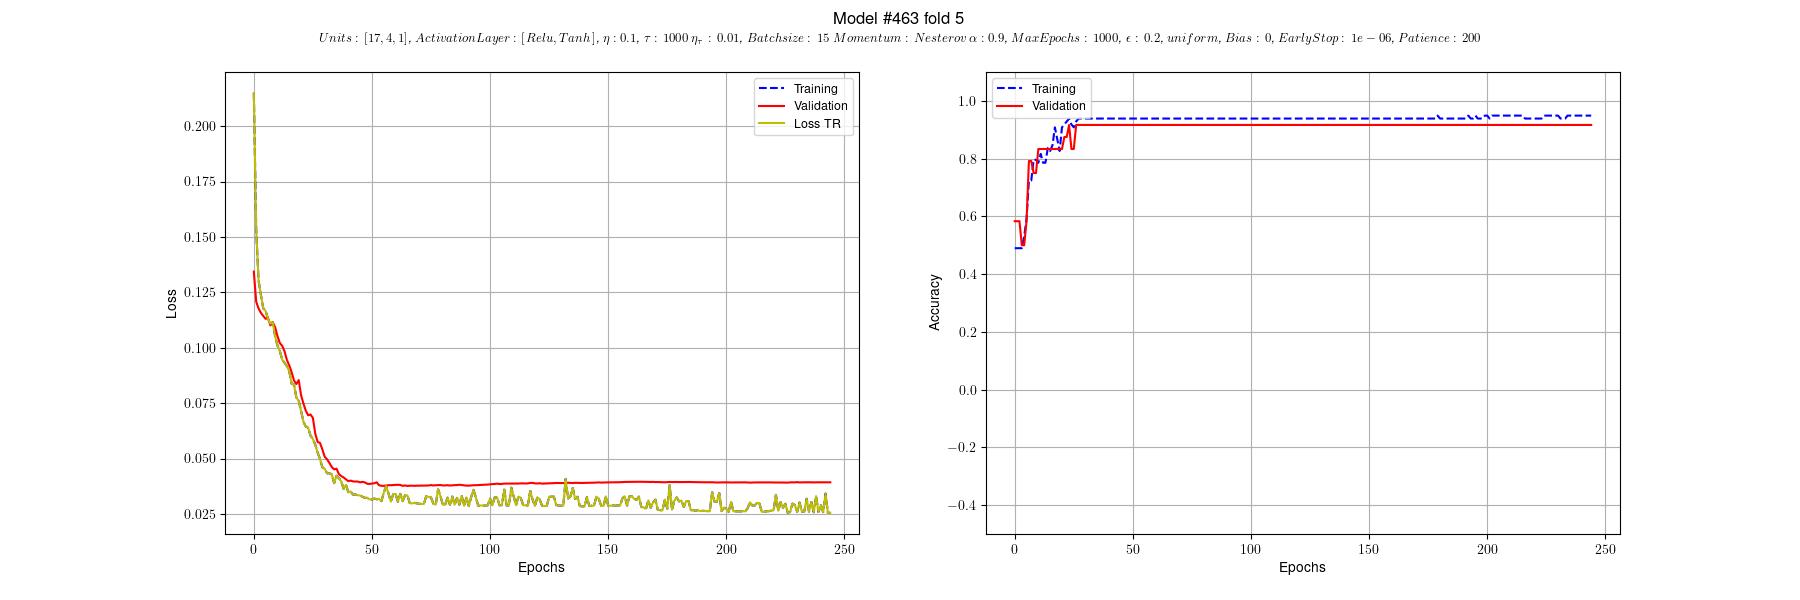 Model #463 fold 5
Units : [17, 4, 1], ActivationLayer : [Relu, Tanh], η : 0.1, τ : 1000 ητ : 0.01, Batchsize : 15 Momentum : Nesterov α : 0.9, MaxEpochs : 1000, ϵ : 0.2, uniform, Bias : 0, EarlyStop : 1e − 06, Patience : 200
Training
Validation
Loss TR
0.200
0.175
0.150
0.125
0.100
0.075
0.050
0.025
Loss
0
50
100
150
200
250
Epochs
Training
Validation
1.0
0.8
0.6
0.4
0.2
0.0
−0.2
−0.4
Accuracy
0
50
100
150
200
250
Epochs